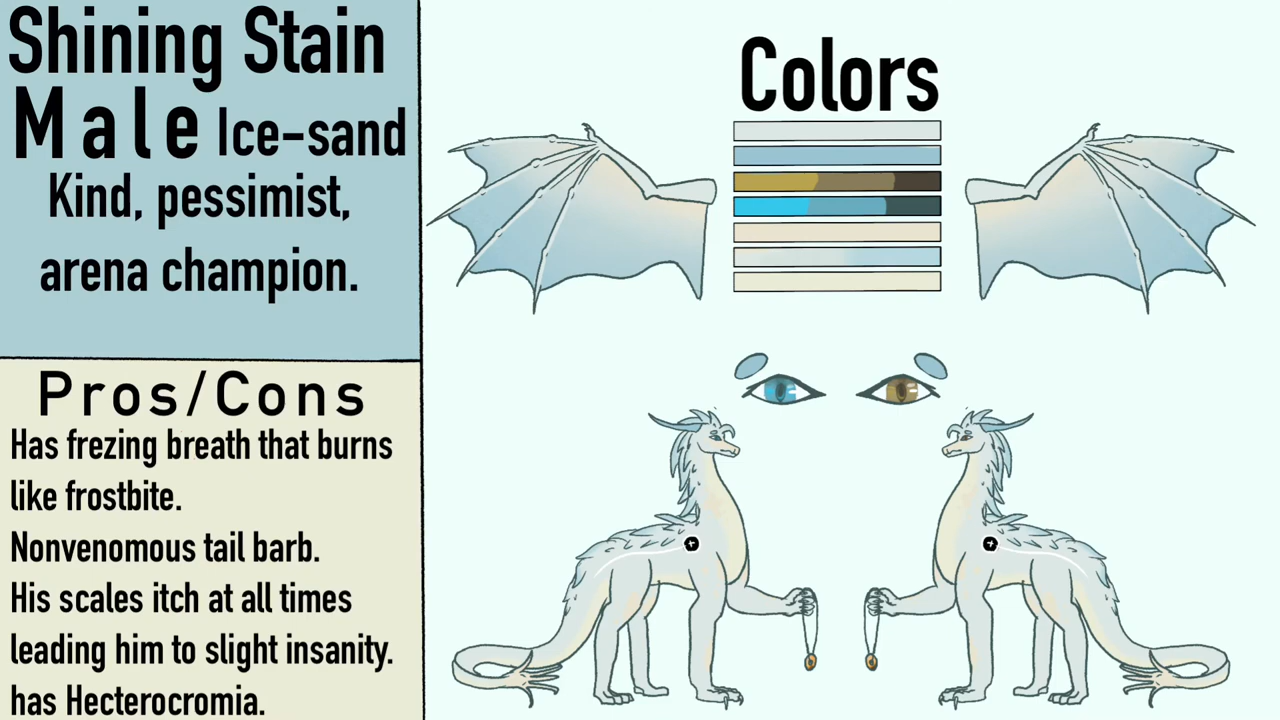 Shining Stain
Male Ice-sand
Kind, pessimist,
arena champion.
Pros/Cons
Has frezing breath that burns
like frostbite.
Nonvenomous tail barb.
His scales itch at all times
leading him to slight insanity.
has Hecterocromia.
Colors